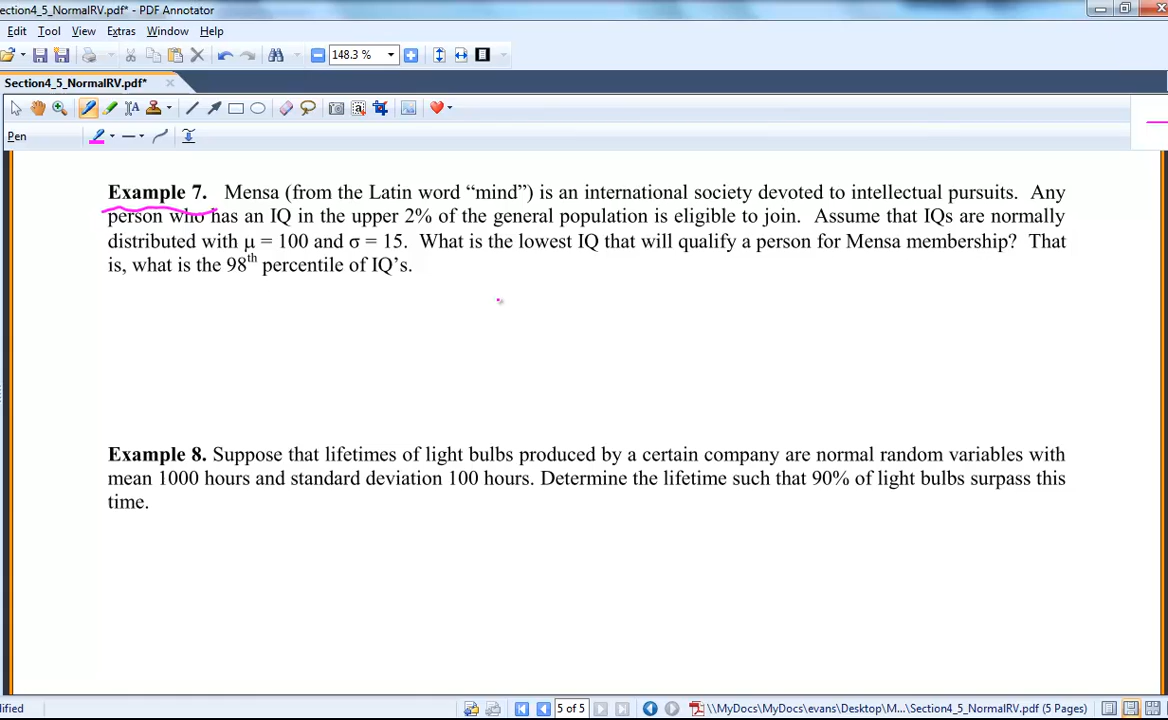 ection4_5_NormalRV.pdf* - PDF Annotator
Edit Tool View Extras Window Help
148.3 %
Section4_5_NormalRV.pdf*
Pen
Example 7. Mensa (from the Latin word “mind”) is an international society devoted to intellectual pursuits. Any
person who has an IQ in the upper 2% of the general population is eligible to join. Assume that IQs are normally
distributed with μ = 100 and σ = 15. What is the lowest IQ that will qualify a person for Mensa membership? That
is, what is the 98th percentile of IQ’s.
Example 8. Suppose that lifetimes of light bulbs produced by a certain company are normal random variables with
mean 1000 hours and standard deviation 100 hours. Determine the lifetime such that 90% of light bulbs surpass this
time.
ified 5 of 5 \\MyDocs\MyDocs\evans\Desktop\M...\Section4_5_NormalRV.pdf (5 Pages)